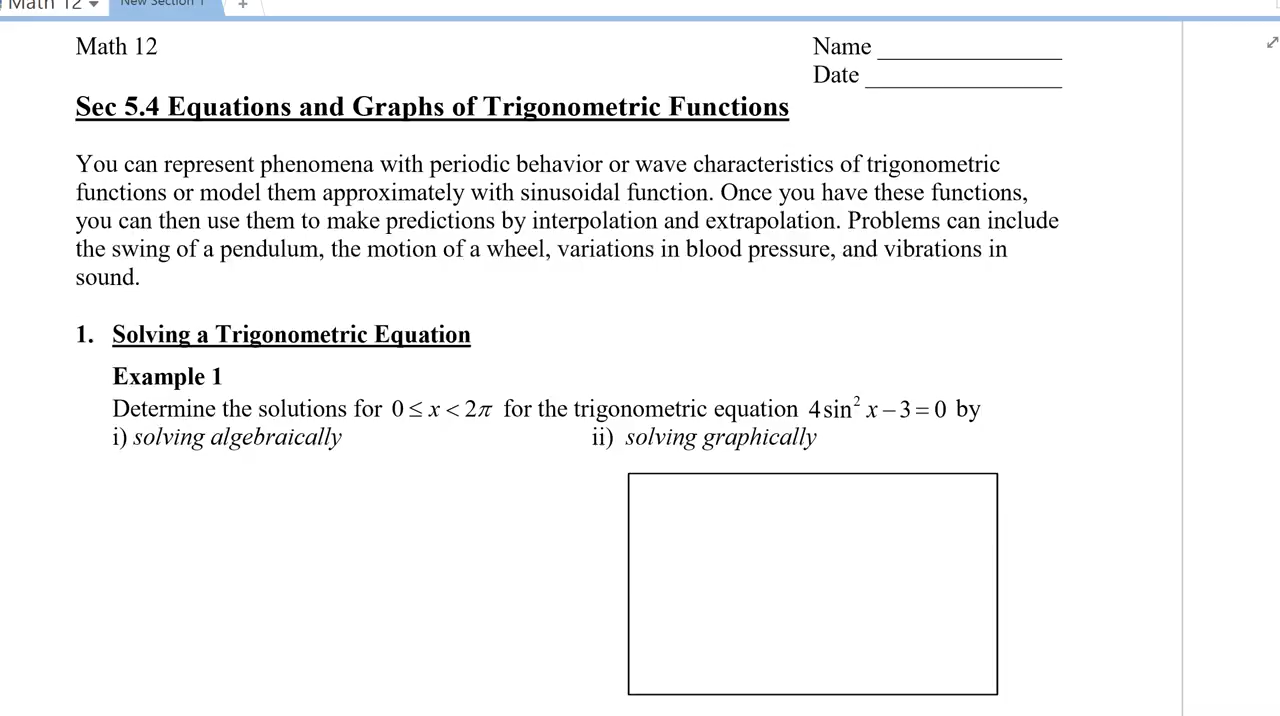 Math 12
New Section 1
+
Math 12
Name _______________
Date ________________
Sec 5.4 Equations and Graphs of Trigonometric Functions
You can represent phenomena with periodic behavior or wave characteristics of trigonometric
functions or model them approximately with sinusoidal function. Once you have these functions,
you can then use them to make predictions by interpolation and extrapolation. Problems can include
the swing of a pendulum, the motion of a wheel, variations in blood pressure, and vibrations in
sound.
1. Solving a Trigonometric Equation
Example 1
Determine the solutions for 0 ≤ x < 2π for the trigonometric equation 4 sin² x − 3 = 0 by
i) solving algebraically ii) solving graphically